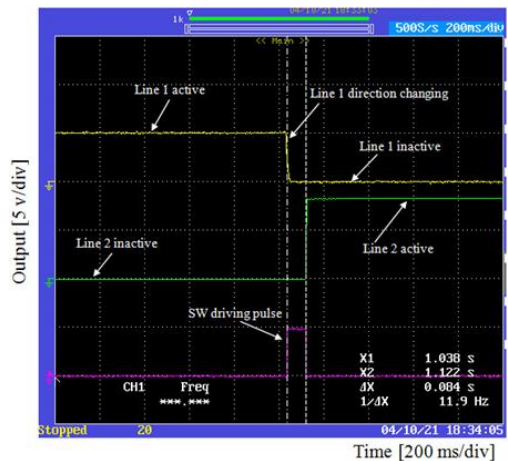 1k
04/10/21 18:33:03
500S/s 200ms/div
<< Main >>
Line 1 active
Line 1 direction changing
Line 1 inactive
Line 2 inactive
Line 2 active
SW driving pulse
Output [5 v/div]
X1 1.038 s
X2 1.122 s
ΔX 0.084 s
1/ΔX 11.9 Hz
CH1 Freq
***.***
Stopped 20
04/10/21 18:34:05
Time [200 ms/div]